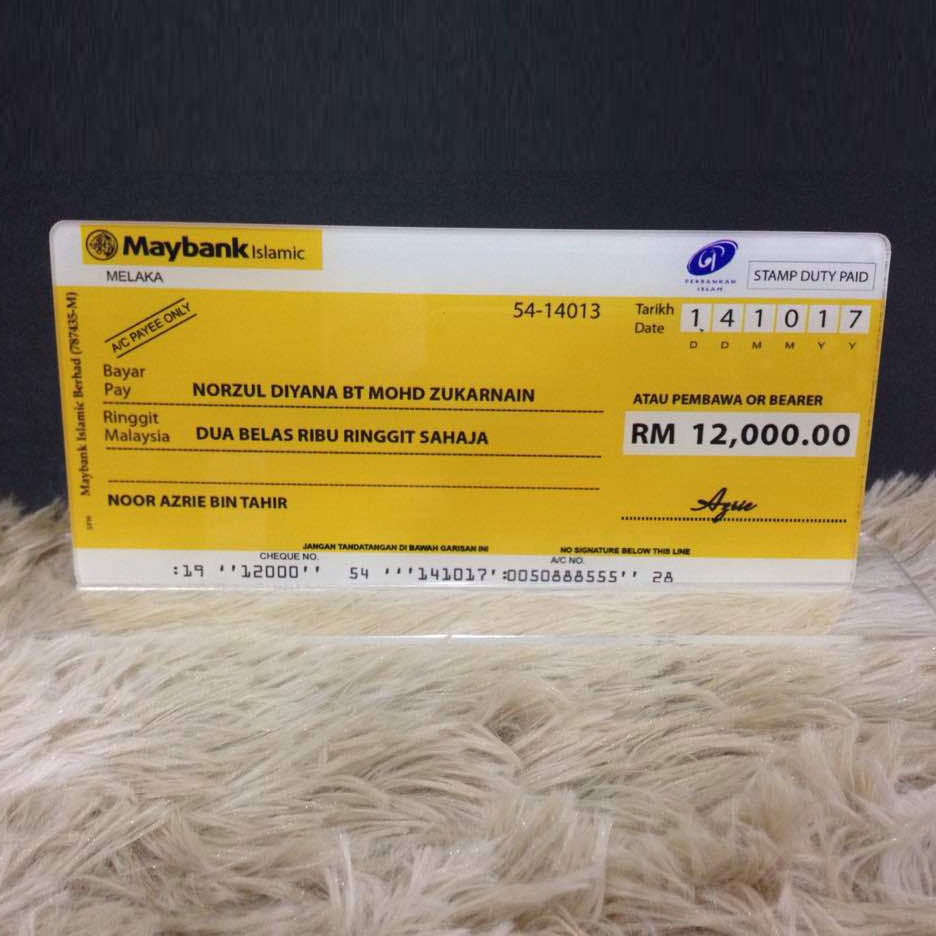 Maybank Islamic
MELAKA
PERBANKAN
ISLAM
STAMP DUTY PAID
Maybank Islamic Berhad (787435-M)
A/C PAYEE ONLY
54-14013
Tarikh
Date
1 4 1 0 1 7
D D M M Y Y
Bayar
Pay
NORZUL DIYANA BT MOHD ZUKARNAIN
ATAU PEMBAWA OR BEARER
Ringgit
Malaysia
DUA BELAS RIBU RINGGIT SAHAJA
RM 12,000.00
NOOR AZRIE BIN TAHIR
Azrie
JANGAN TANDATANGAN DI BAWAH GARISAN INI
NO SIGNATURE BELOW THIS LINE
CHEQUE NO.
A/C NO.
:19 ''12000'' 54 '''141017':0050888555'' 28